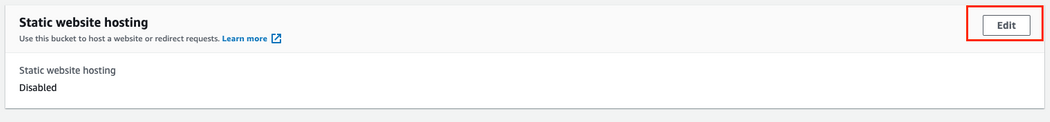 Static website hosting
Edit
Use this bucket to host a website or redirect requests. Learn more
Static website hosting
Disabled